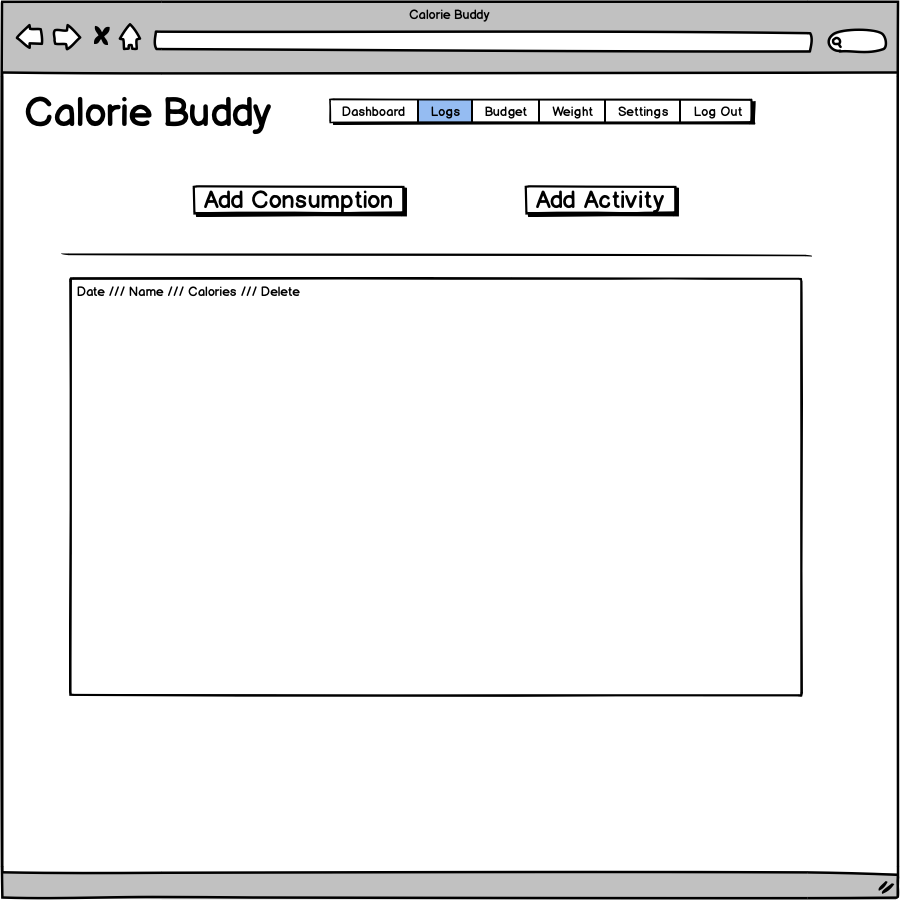 Calorie Buddy
Calorie Buddy
Dashboard Logs Budget Weight Settings Log Out
Add Consumption Add Activity
Date /// Name /// Calories /// Delete